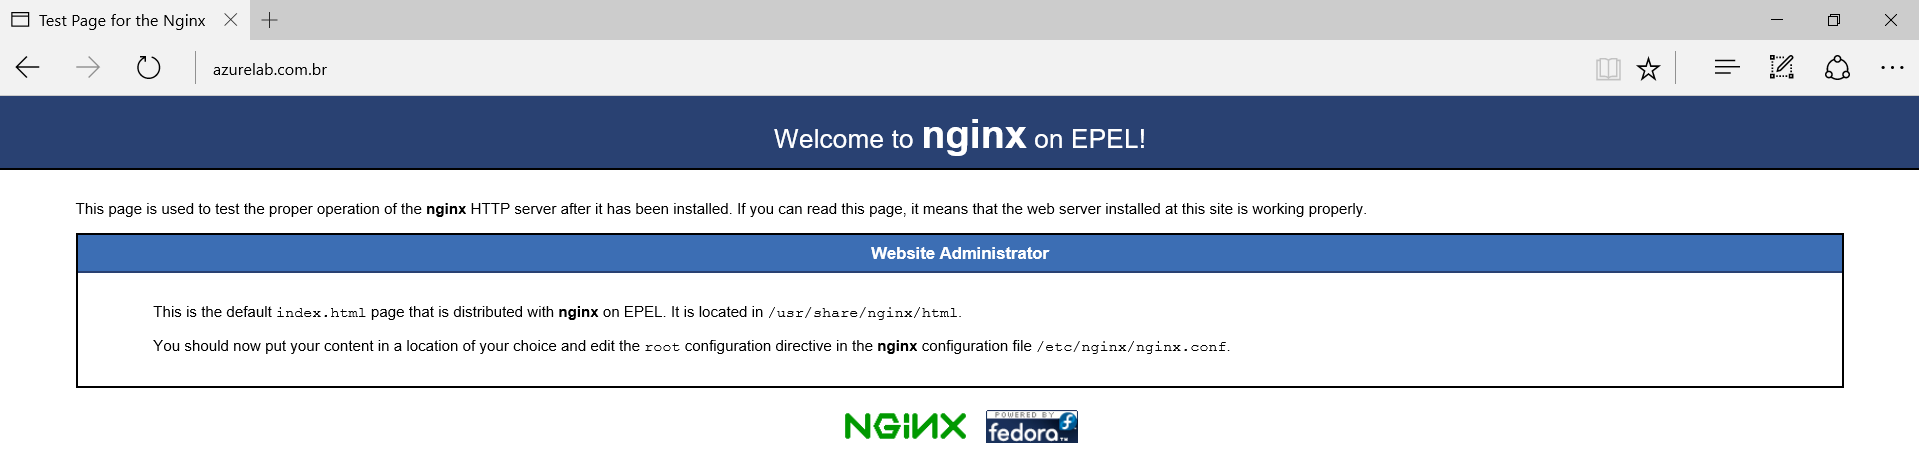 Test Page for the Nginx
azurelab.com.br
Welcome to nginx on EPEL!
This page is used to test the proper operation of the nginx HTTP server after it has been installed. If you can read this page, it means that the web server installed at this site is working properly.
Website Administrator
This is the default index.html page that is distributed with nginx on EPEL. It is located in /usr/share/nginx/html.
You should now put your content in a location of your choice and edit the root configuration directive in the nginx configuration file /etc/nginx/nginx.conf.
NGINX
POWERED BY
fedora™